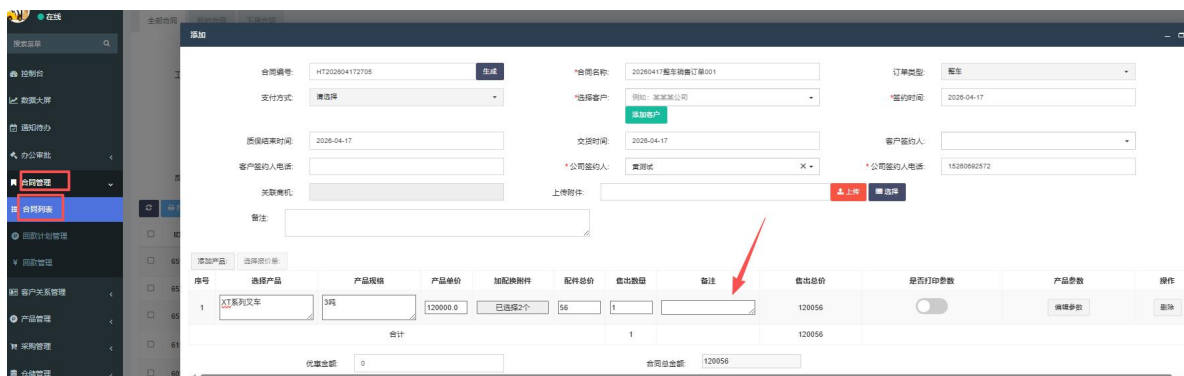 在线
全部合同
下属合同
搜索菜单
添加
控制台
数据大屏
通知待办
办公审批
合同管理
合同列表
回款计划管理
回款管理
客户关系管理
产品管理
采购管理
仓储管理
合同编号: HT202604172705 生成 *合同名称: 20260417整车销售订单001 订单类型: 整车
支付方式: 请选择 *选择客户: 例如：某某某公司 *签约时间: 2026-04-17
添加客户
质保结束时间: 2026-04-17 交货时间: 2026-04-17 客户签约人:
客户签约人电话: *公司签约人: 黄测试 × *公司签约人电话: 15260692572
关联商机: 上传附件: 上传 选择
备注:
添加产品: 选择报价单:
序号 选择产品 产品规格 产品单价 加配换附件 配件总价 售出数量 备注 售出总价 是否打印参数 产品参数 操作
1 XT系列叉车 3吨 120000.0 已选择2个 56 1 120056 编辑参数 删除
合计 1 120056
优惠金额: 0 合同总金额: 120056